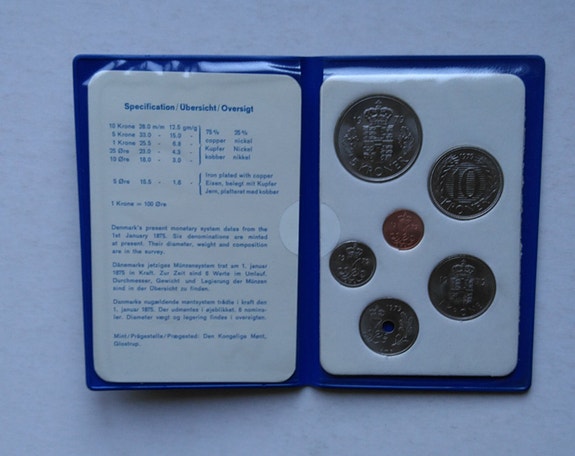 Specification/Übersicht/Oversigt
10 Krone 28.0 m/m 12.5 gm/g
5 Krone 33.0 - 15.0 -
1 Krone 25.5 - 6.8 -
25 Øre 23.0 - 4.3 -
10 Øre 18.0 - 3.0 -
75 % 25 %
copper nickel
Kupfer Nickel
kobber nikkel
5 Øre 15.5 - 1.6 -
Iron plated with copper
Eisen, belegt mit Kupfer
Jern, pletteret med kobber
1 Krone = 100 Øre
Denmark's present monetary system dates from the
1st January 1875. Six denominations are minted
at present. Their diameter, weight and composition
are in the survey.
Dänemarks jetziges Münzensystem trat am 1. januar
1875 in Kraft. Zur Zeit sind 6 Werte im Umlauf.
Durchmesser, Gewicht und Legierung der Münzen
sind in der Übersicht zu finden.
Danmarks nugældende møntsystem trådte i kraft den
1. januar 1875. Der udmøntes i øjeblikket 6 nomina-
ler. Diameter vægt og legering findes i oversigten.
Mint/Prägestelle/Prægested: Den Kongelige Mønt,
Glostrup.
5 KRONER
10
KRONER